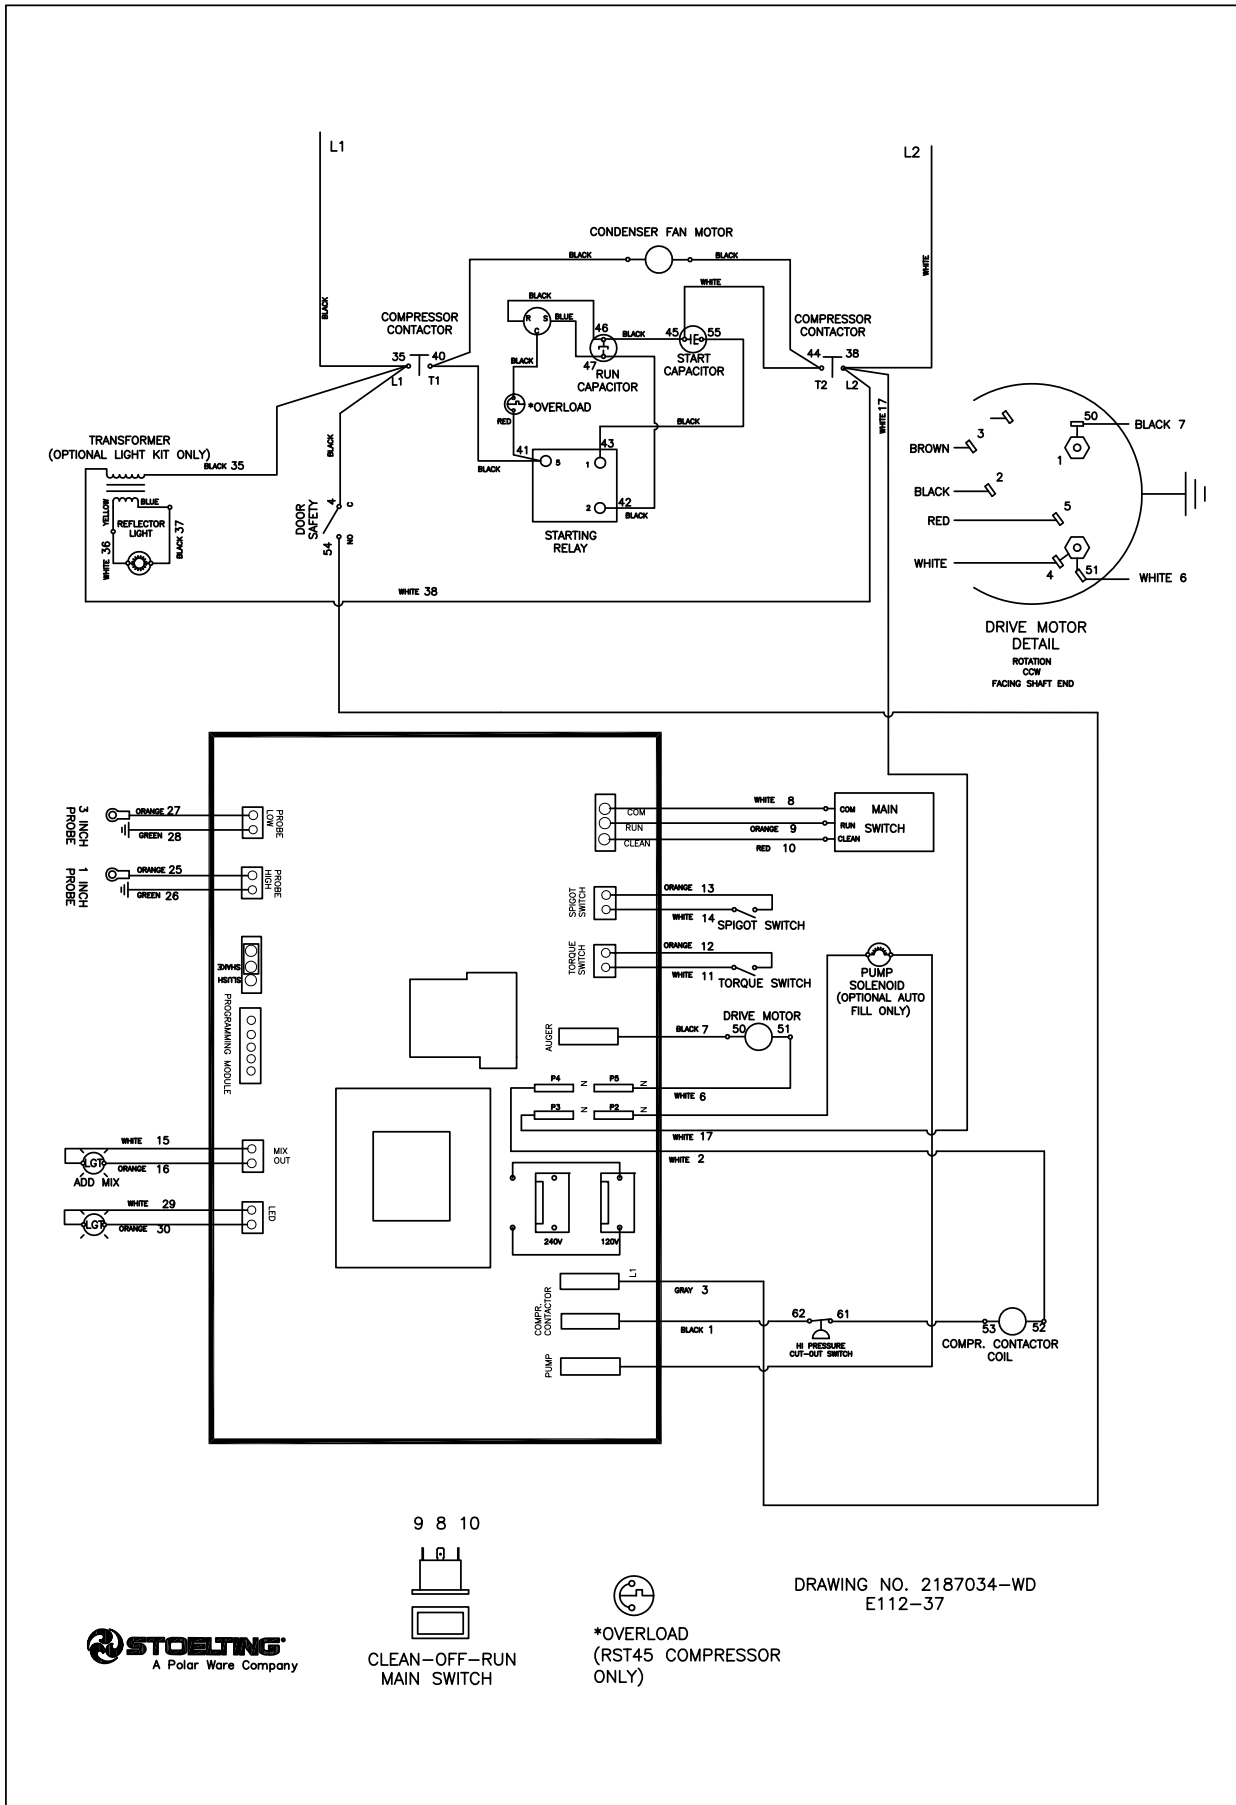 L1
L2
CONDENSER FAN MOTOR
BLACK
BLACK
WHITE
WHITE
BLACK
BLACK
COMPRESSOR
CONTACTOR
R S
C
BLUE
46
BLACK
45
55
START
CAPACITOR
COMPRESSOR
CONTACTOR
35
40
L1
T1
BLACK
47
RUN
CAPACITOR
44
38
T2
L2
*OVERLOAD
RED
WHITE 17
BLACK
BLACK
TRANSFORMER
(OPTIONAL LIGHT KIT ONLY)
BLACK 35
41
43
5
1
BLACK
42
2
BLACK
STARTING
RELAY
YELLOW
BLUE
REFLECTOR
LIGHT
WHITE 36
BLACK 37
DOOR
SAFETY
4
C
54
NO
WHITE 38
BROWN
3
50
BLACK 7
1
BLACK
2
RED
5
WHITE
4
51
WHITE 6
DRIVE MOTOR
DETAIL
ROTATION
CCW
FACING SHAFT END
3 INCH
PROBE
ORANGE 27
GREEN 28
PROBE
LOW
1 INCH
PROBE
ORANGE 25
GREEN 26
PROBE
HIGH
SHAKE
SLUSH
PROGRAMMING MODULE
COM
RUN
CLEAN
WHITE 8
ORANGE 9
RED 10
COM
RUN
CLEAN
MAIN
SWITCH
SPIGOT
SWITCH
ORANGE 13
WHITE 14
SPIGOT SWITCH
TORQUE
SWITCH
ORANGE 12
WHITE 11
TORQUE SWITCH
PUMP
SOLENOID
(OPTIONAL AUTO
FILL ONLY)
DRIVE MOTOR
AUGER
BLACK 7
50
51
P4
N
P5
N
WHITE 6
P3
N
P2
N
WHITE 17
WHITE 2
WHITE 15
ORANGE 16
MIX
OUT
LGT
ADD MIX
WHITE 29
ORANGE 30
LED
LGT
240V
120V
L1
GRAY 3
COMPR.
CONTACTOR
BLACK 1
62
61
HI PRESSURE
CUT-OUT SWITCH
53
52
COMPR. CONTACTOR
COIL
PUMP
9 8 10
CLEAN-OFF-RUN
MAIN SWITCH
*OVERLOAD
(RST45 COMPRESSOR
ONLY)
DRAWING NO. 2187034-WD
E112-37
STOELTING
A Polar Ware Company